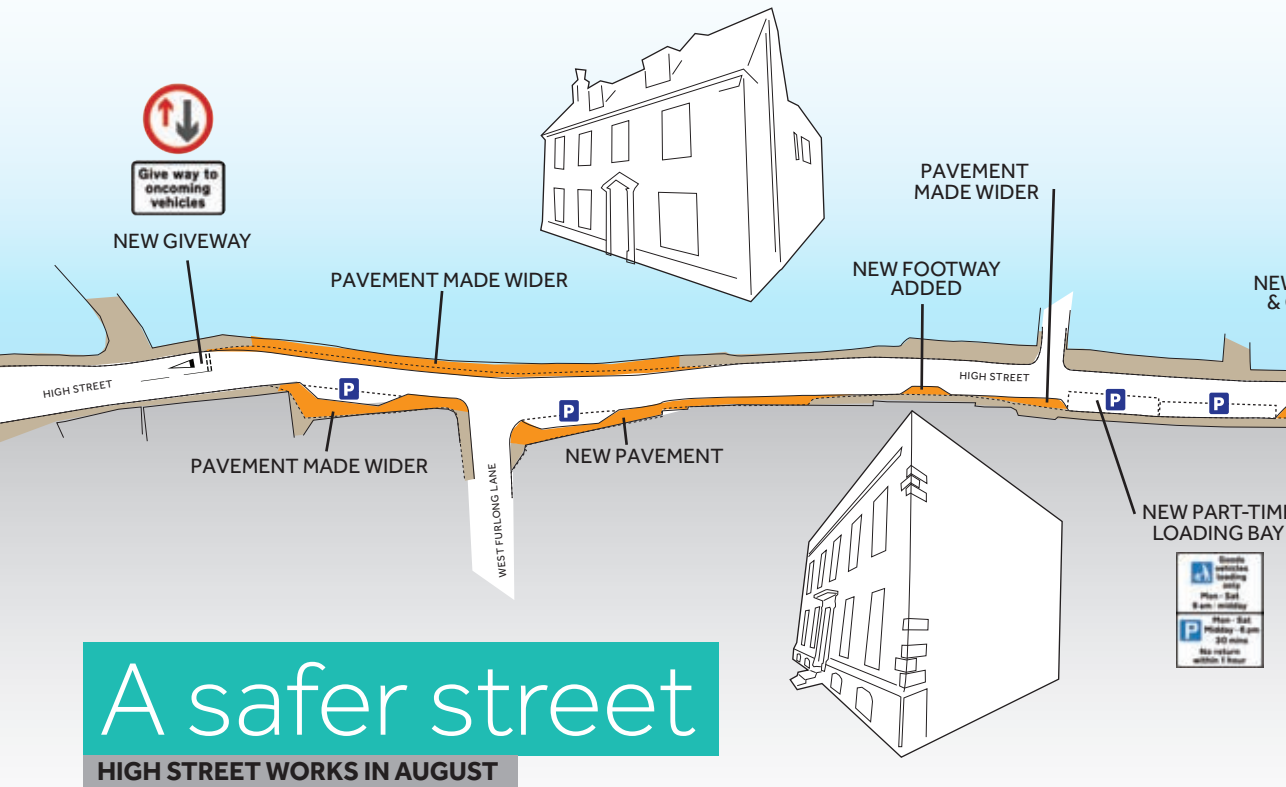 Give way to
oncoming
vehicles
NEW GIVEWAY
PAVEMENT MADE WIDER
PAVEMENT
MADE WIDER
NEW FOOTWAY
ADDED
NEW
&
HIGH STREET
P
P
HIGH STREET
P
P
PAVEMENT MADE WIDER
NEW PAVEMENT
WEST FURLONG LANE
NEW PART-TIM
LOADING BAY
Goods
vehicles
loading
only
Mon - Sat
8 am - midday
P
Mon - Sat
Midday - 6 pm
30 mins
No return
within 1 hour
A safer street
HIGH STREET WORKS IN AUGUST